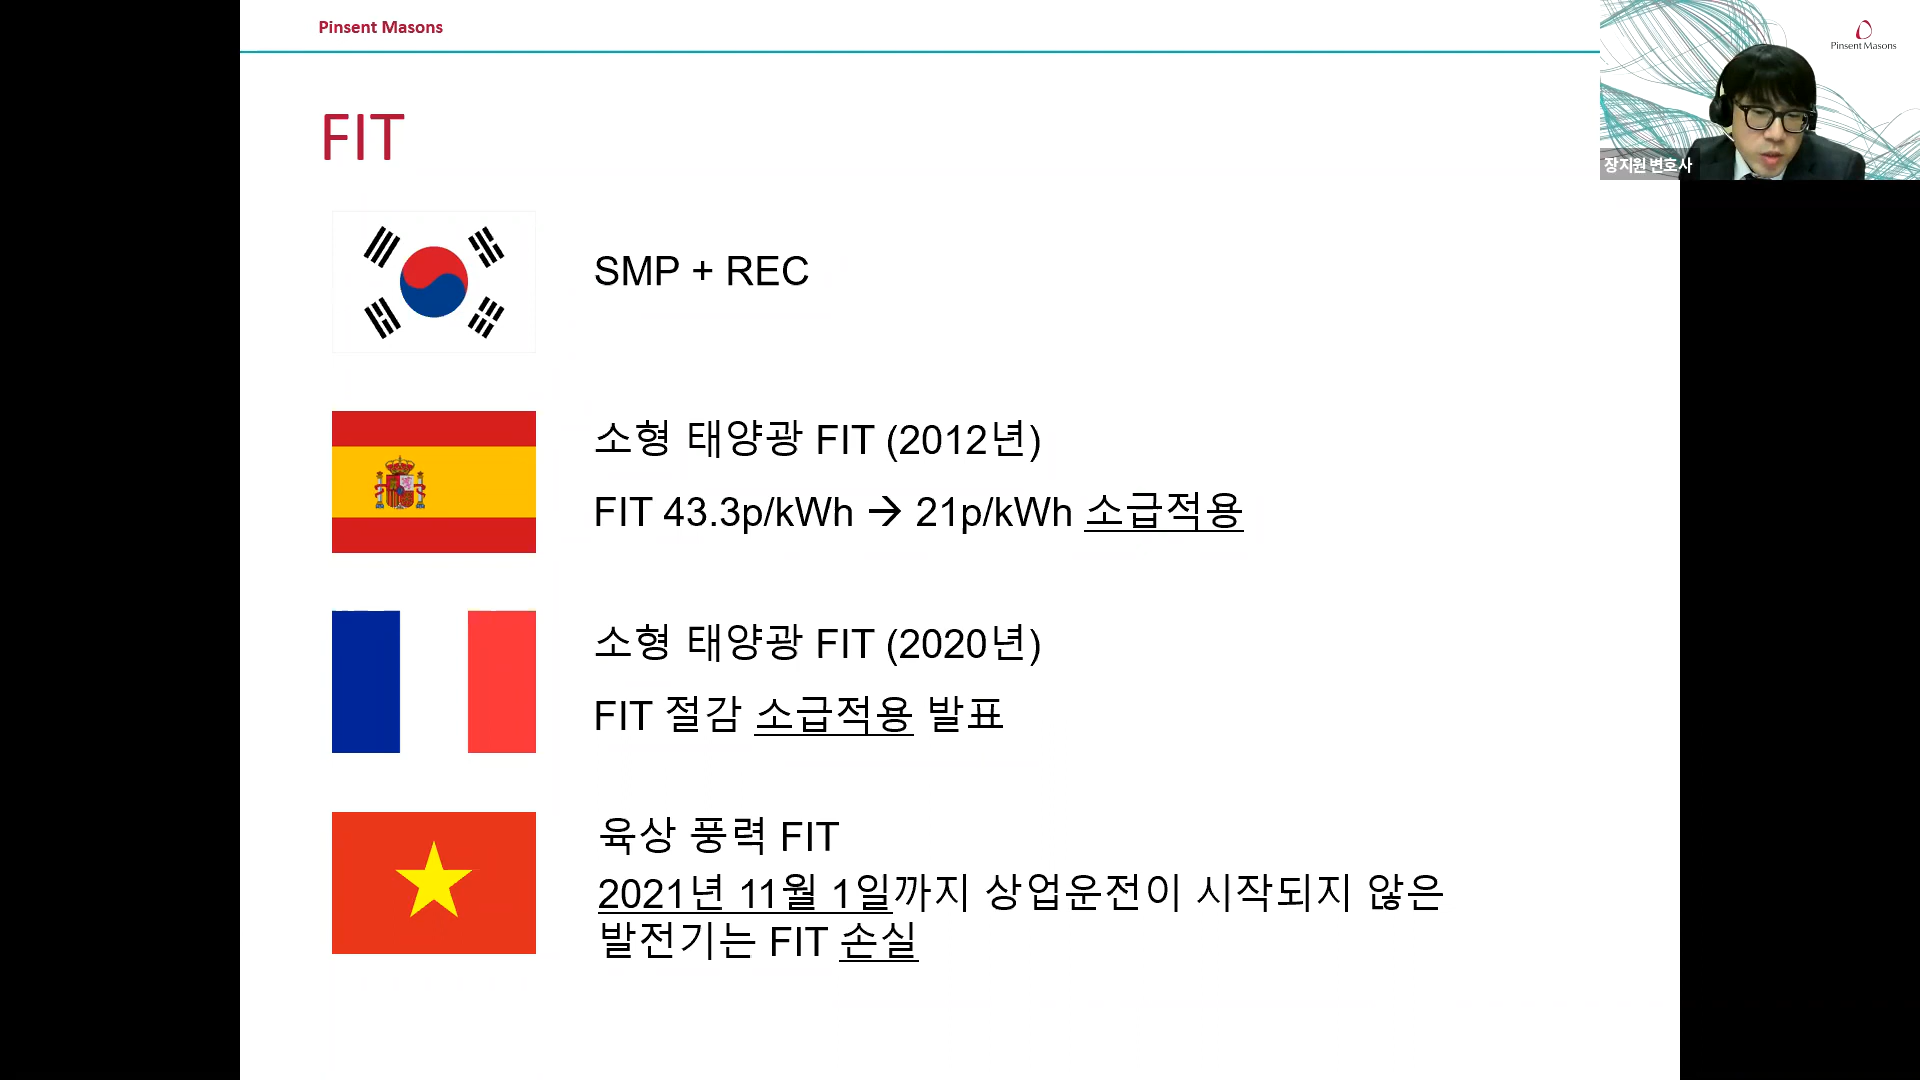 Pinsent Masons
Pinsent Masons
장지원 변호사
FIT
SMP + REC
소형 태양광 FIT (2012년)
FIT 43.3p/kWh → 21p/kWh 소급적용
소형 태양광 FIT (2020년)
FIT 절감 소급적용 발표
육상 풍력 FIT
2021년 11월 1일까지 상업운전이 시작되지 않은
발전기는 FIT 손실